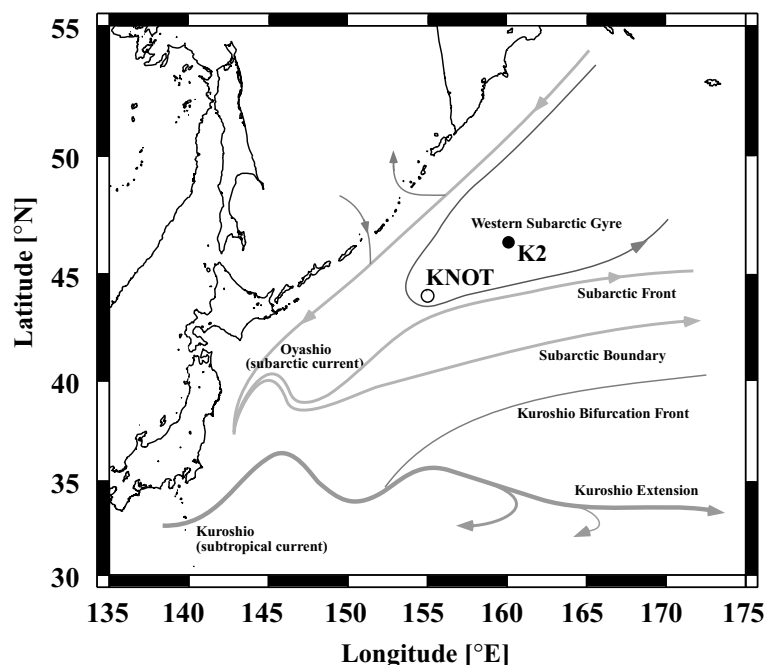 55
50
45
40
35
30
Latitude [°N]
Western Subarctic Gyre
K2
KNOT
Subarctic Front
Oyashio
(subarctic current)
Subarctic Boundary
Kuroshio Bifurcation Front
Kuroshio Extension
Kuroshio
(subtropical current)
135 140 145 150 155 160 165 170 175
Longitude [°E]